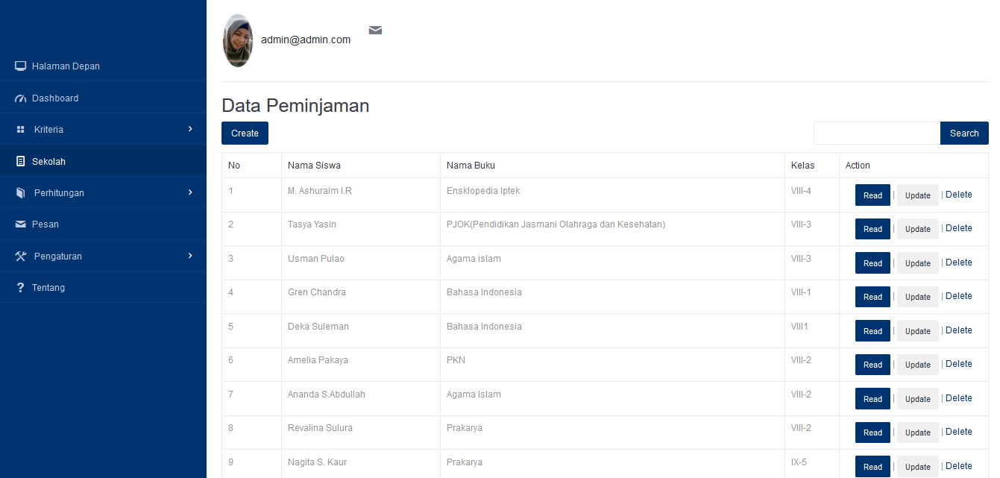 admin@admin.com
Halaman Depan
Dashboard
Kriteria
Sekolah
Perhitungan
Pesan
Pengaturan
Tentang
Data Peminjaman
Create
Search
No Nama Siswa Nama Buku Kelas Action
1 M. Ashuraim I.R Ensklopedia Iptek VIII-4 Read | Update | Delete
2 Tasya Yasin PJOK(Pendidikan Jasmani Olahraga dan Kesehatan) VIII-3 Read | Update | Delete
3 Usman Pulao Agama islam VIII-3 Read | Update | Delete
4 Gren Chandra Bahasa Indonesia VIII-1 Read | Update | Delete
5 Deka Suleman Bahasa Indonesia VIII1 Read | Update | Delete
6 Amelia Pakaya PKN VIII-2 Read | Update | Delete
7 Ananda S.Abdullah Agama Islam VIII-2 Read | Update | Delete
8 Revalina Sulura Prakarya VIII-2 Read | Update | Delete
9 Nagita S. Kaur Prakarya IX-5 Read | Update | Delete